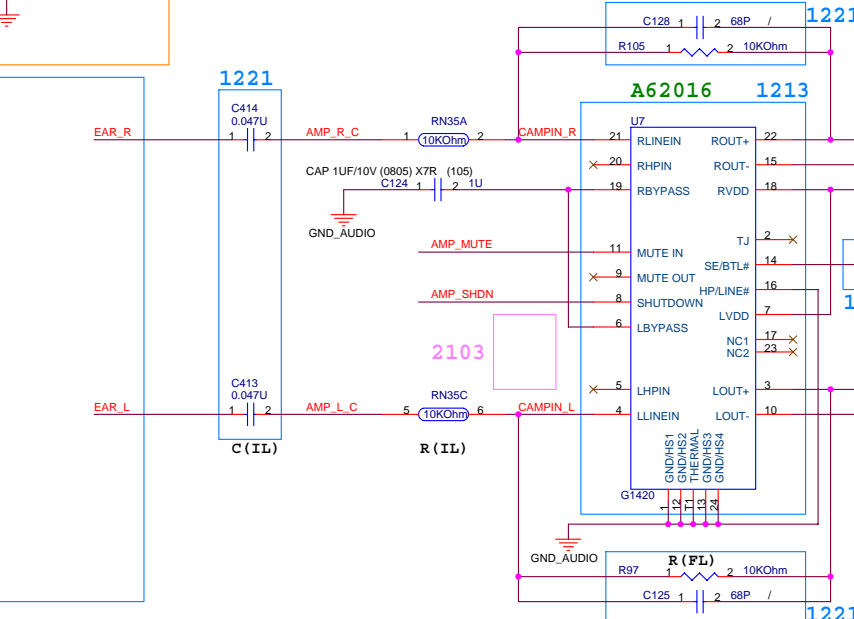 1221
C128 1 2 68P /
R105 1 2 10KOhm
1221
A62016 1213
C414
0.047U
U7
EAR_R 1 2 AMP_R_C
RN35A
1 10KOhm 2
CAMPIN_R 21 RLINEIN ROUT+ 22
20 RHPIN ROUT- 15
CAP 1UF/10V (0805) X7R (105)
C124 1 2 1U
19 RBYPASS RVDD 18
GND_AUDIO
TJ 2
AMP_MUTE 11 MUTE IN
SE/BTL# 14
9 MUTE OUT
HP/LINE# 16
AMP_SHDN 8 SHUTDOWN
LVDD 7
6 LBYPASS
NC1 17
NC2 23
2103
1
C413
0.047U
EAR_L 1 2 AMP_L_C
RN35C
5 10KOhm 6
5 LHPIN LOUT+ 3
CAMPIN_L 4 LLINEIN LOUT- 10
C(IL) R(IL)
GND/HS1
GND/HS2
THERMAL
GND/HS3
GND/HS4
G1420
1
12
T1
13
24
GND_AUDIO
R(FL)
R97 1 2 10KOhm
C125 1 2 68P /
1221